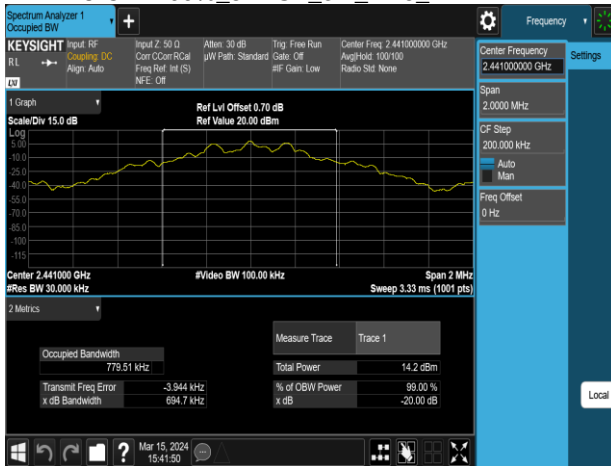 Spectrum Analyzer 1
Occupied BW
Frequency
KEYSIGHT
RL
LXI
Input: RF
Coupling: DC
Align: Auto
Input Z: 50 Ω
Corr CCorr RCal
Freq Ref: Int (S)
NFE: Off
Atten: 30 dB
µW Path: Standard
Trig: Free Run
Gate: Off
#IF Gain: Low
Center Freq: 2.441000000 GHz
Avg|Hold: 100/100
Radio Std: None
Center Frequency
2.441000000 GHz
Settings
Span
2.0000 MHz
CF Step
200.000 kHz
Auto
Man
Freq Offset
0 Hz
Local
1 Graph
Scale/Div 15.0 dB
Ref Lvl Offset 0.70 dB
Ref Value 20.00 dBm
Log
5.00
-10.0
-25.0
-40.0
-55.0
-70.0
-85.0
-100
-115
Center 2.441000 GHz
#Res BW 30.000 kHz
#Video BW 100.00 kHz
Span 2 MHz
Sweep 3.33 ms (1001 pts)
2 Metrics
Measure Trace Trace 1
Occupied Bandwidth
779.51 kHz
Total Power 14.2 dBm
Transmit Freq Error -3.944 kHz
% of OBW Power 99.00 %
x dB Bandwidth 694.7 kHz
x dB -20.00 dB
Mar 15, 2024
15:41:50